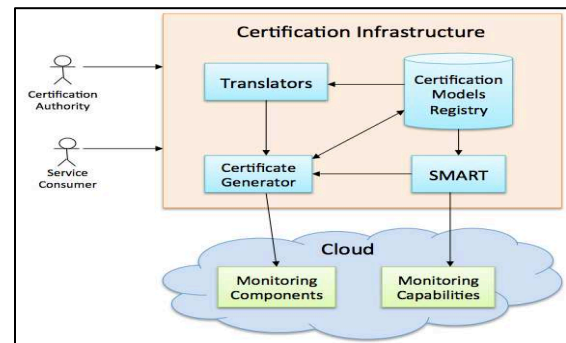 Certification Infrastructure
Certification
Authority
Service
Consumer
Translators
Certification
Models
Registry
Certificate
Generator
SMART
Cloud
Monitoring
Components
Monitoring
Capabilities